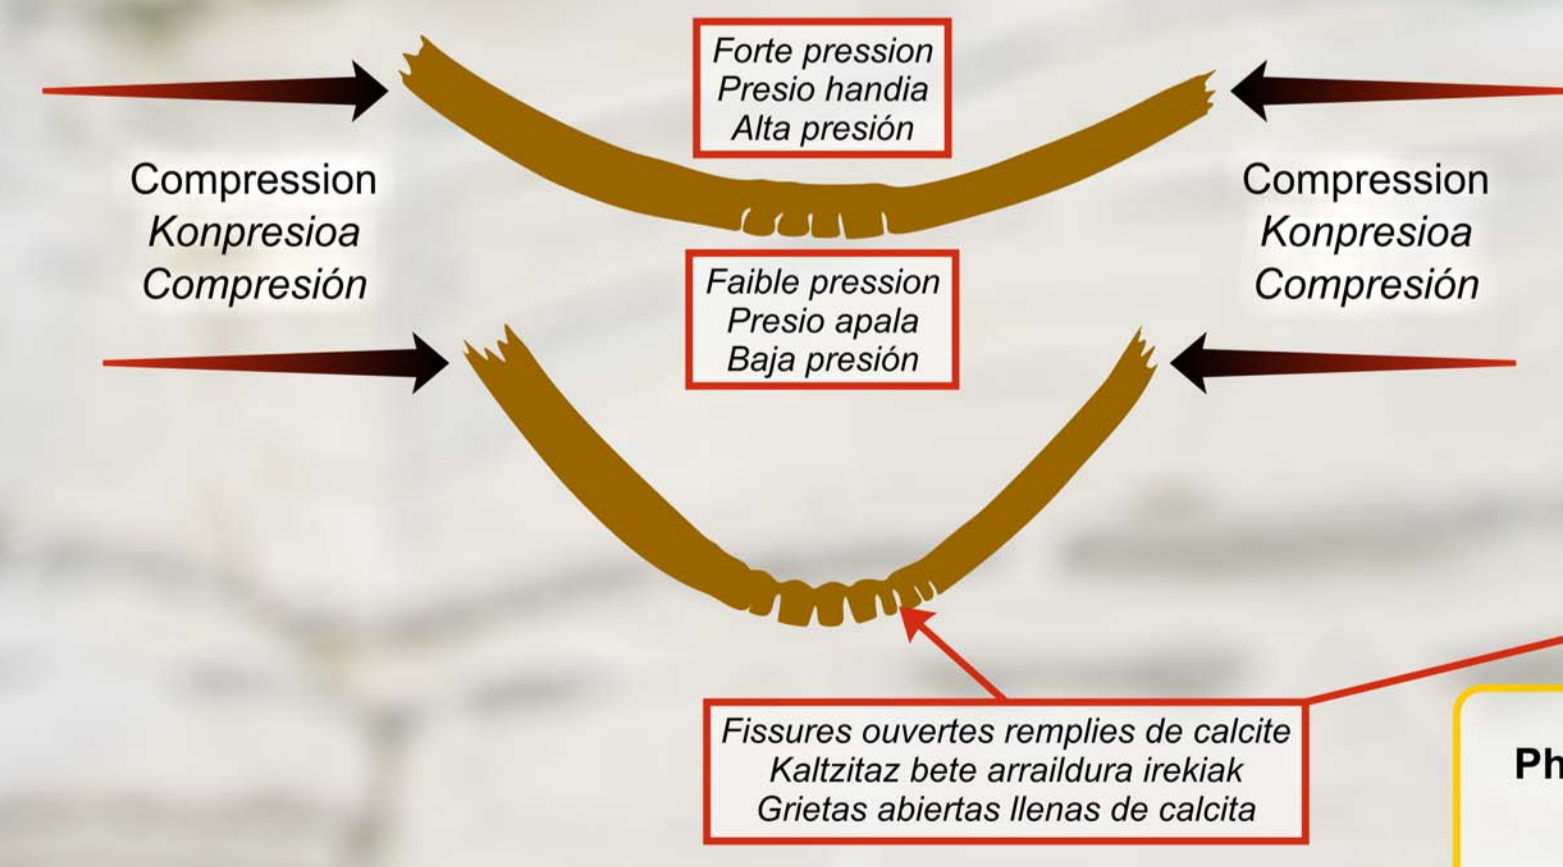 Forte pression
Presio handia
Alta presión
Compression
Konpresioa
Compresión
Compression
Konpresioa
Compresión
Faible pression
Presio apala
Baja presión
Fissures ouvertes remplies de calcite
Kaltzitaz bete arraildura irekiak
Grietas abiertas llenas de calcita
Ph